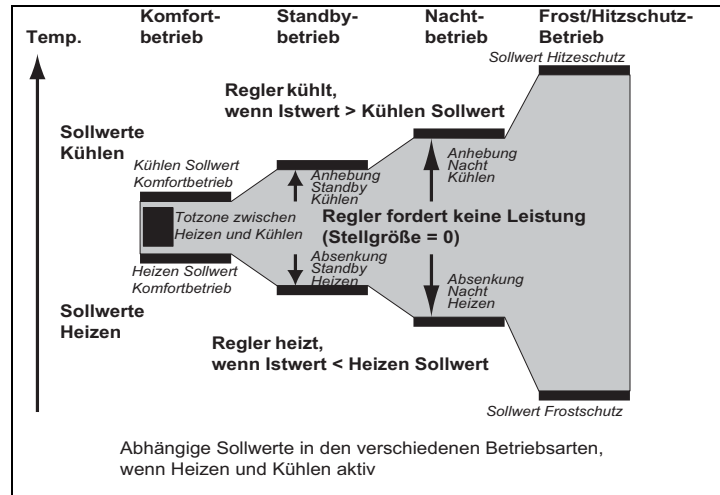 Komfort-
betrieb
Standby-
betrieb
Nacht-
betrieb
Frost/Hitzschutz-
Betrieb
Temp.
Sollwert Hitzeschutz
Regler kühlt,
wenn Istwert > Kühlen Sollwert
Sollwerte
Kühlen
Kühlen Sollwert
Komfortbetrieb
Anhebung
Standby
Kühlen
Anhebung
Nacht
Kühlen
Totzone zwischen
Heizen und Kühlen
Regler fordert keine Leistung
(Stellgröße = 0)
Heizen Sollwert
Komfortbetrieb
Absenkung
Standby
Heizen
Absenkung
Nacht
Heizen
Sollwerte
Heizen
Regler heizt,
wenn Istwert < Heizen Sollwert
Sollwert Frostschutz
Abhängige Sollwerte in den verschiedenen Betriebsarten,
wenn Heizen und Kühlen aktiv